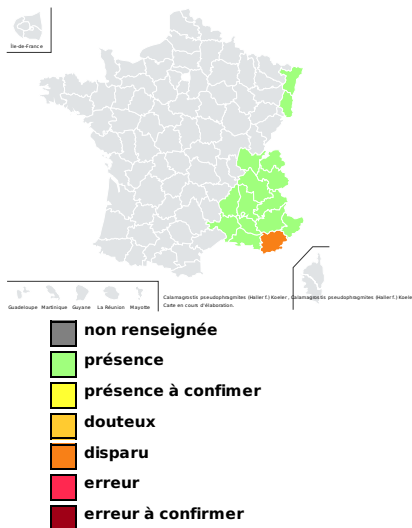 Île-de-France
Guadeloupe Martinique Guyane La Réunion Mayotte
Calamagrostis pseudophragmites (Haller f.) Koeler , Calamagrostis pseudophragmites (Haller f.) Koele
Carte en cours d'élaboration.
non renseignée
présence
présence à confimer
douteux
disparu
erreur
erreur à confirmer